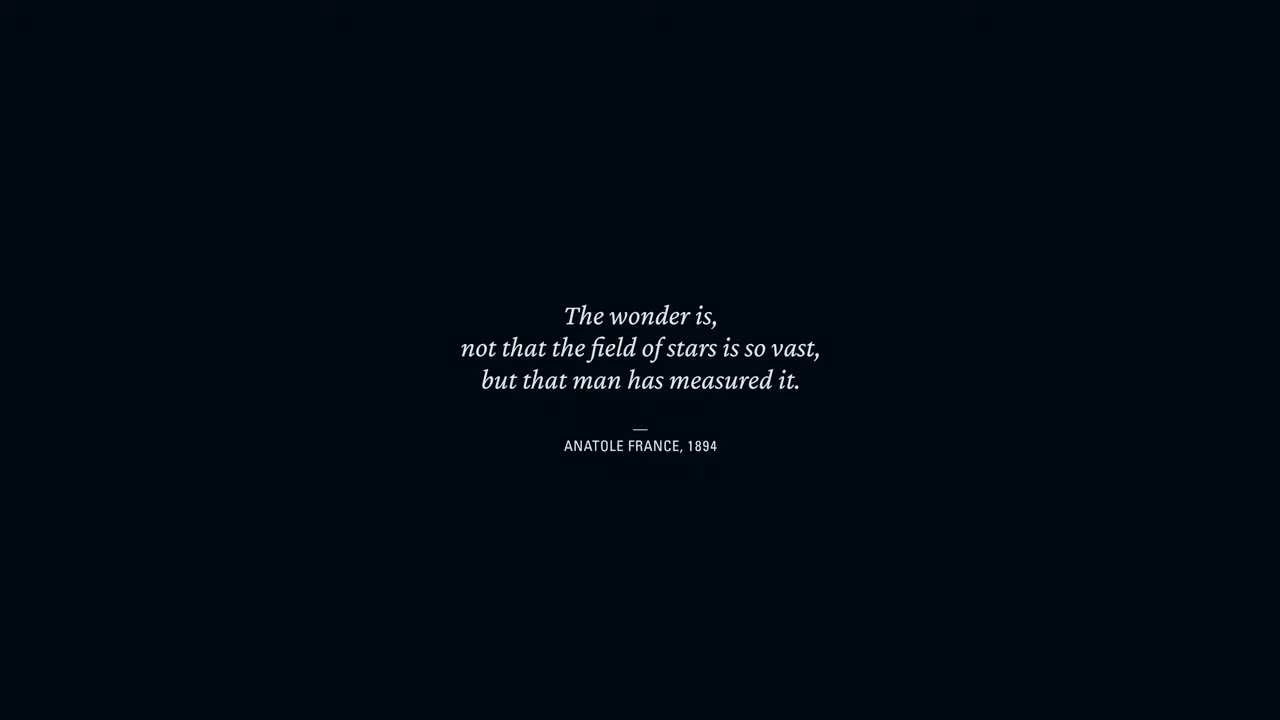 The wonder is,
not that the field of stars is so vast,
but that man has measured it.
—
ANATOLE FRANCE, 1894